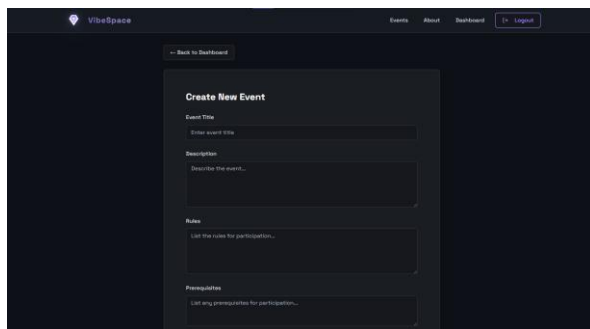 VibeSpace
Events About Dashboard Logout
← Back to Dashboard
Create New Event
Event Title
Enter event title
Description
Describe the event...
Rules
List the rules for participation...
Prerequisites
List any prerequisites for participation...